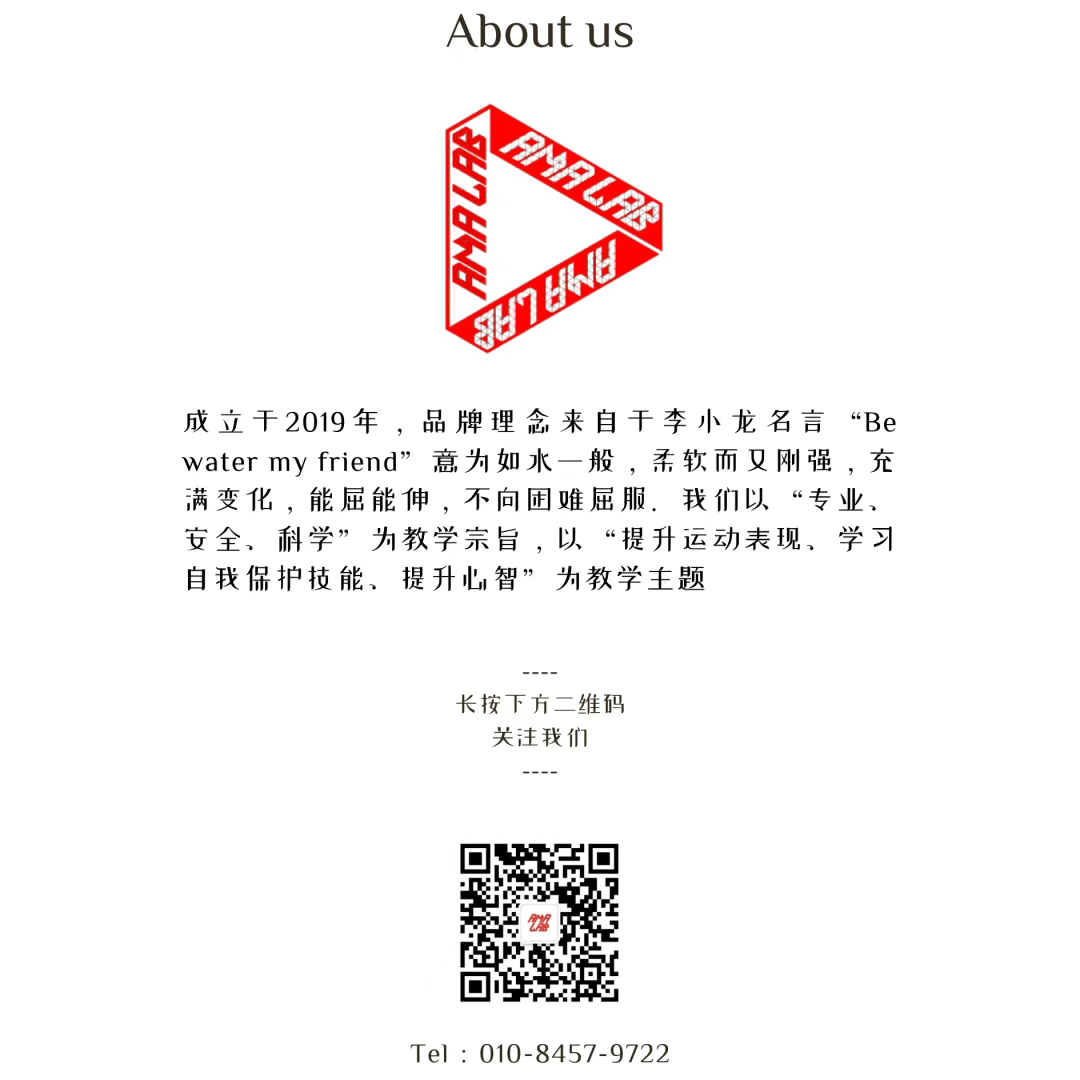 About us
AMA LAB
AMA LAB
AMA LAB
成立于2019年，品牌理念来自于李小龙名言“Be
water my friend”意为如水一般，柔软而又刚强，充
满变化，能屈能伸，不向困难屈服．我们以“专业、
安全、科学”为教学宗旨，以“提升运动表现、学习
自我保护技能、提升心智”为教学主题
----
长按下方二维码
关注我们
----
AMA
LAB
Tel：010-8457-9722